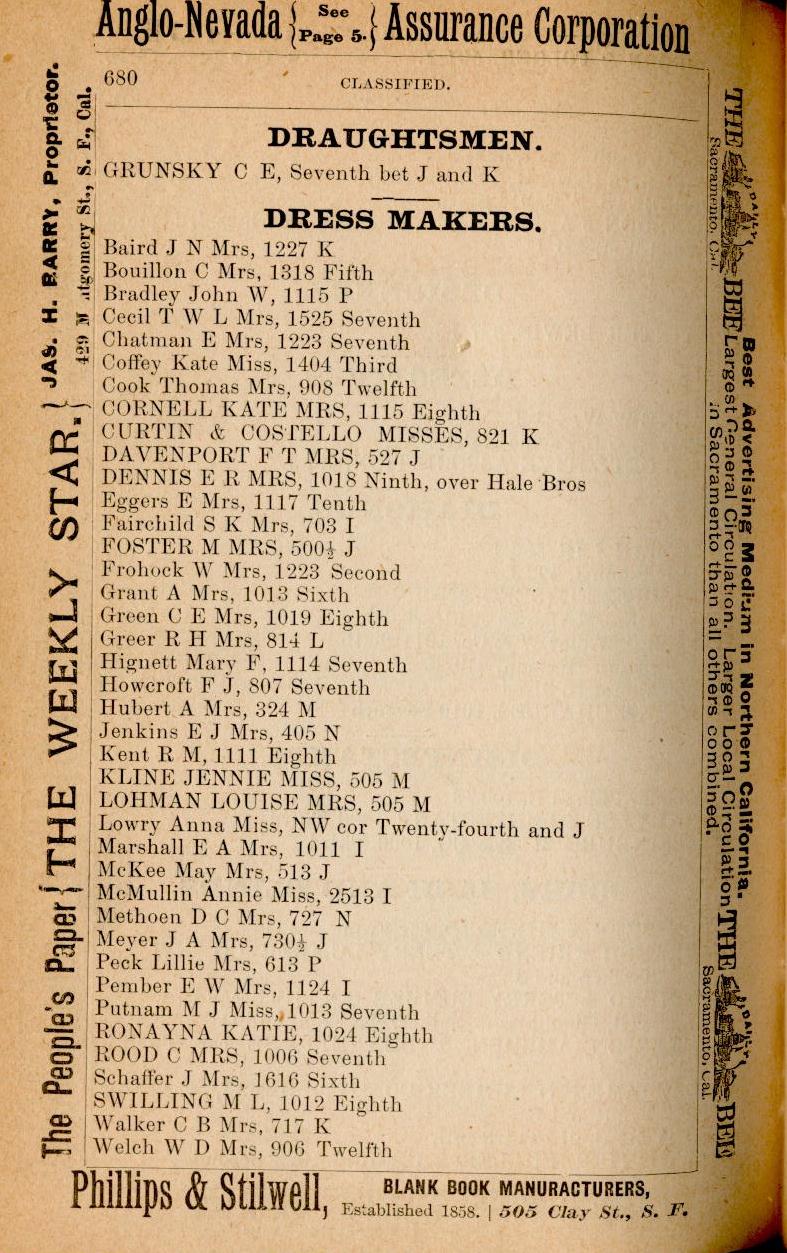 Anglo-Nevada { See Page 5. } Assurance Corporation
680 CLASSIFIED.
DRAUGHTSMEN.
GRUNSKY C E, Seventh bet J and K
DRESS MAKERS.
Baird J N Mrs, 1227 K
Bouillon C Mrs, 1318 Fifth
Bradley John W, 1115 P
Cecil T W L Mrs, 1525 Seventh
Chatman E Mrs, 1223 Seventh
Coffey Kate Miss, 1404 Third
Cook Thomas Mrs, 908 Twelfth
CORNELL KATE MRS, 1115 Eighth
CURTIN & COSTELLO MISSES, 821 K
DAVENPORT F T MRS, 527 J
DENNIS E R MRS, 1018 Ninth, over Hale Bros
Eggers E Mrs, 1117 Tenth
Fairchild S K Mrs, 703 I
FOSTER M MRS, 500½ J
Frohock W Mrs, 1223 Second
Grant A Mrs, 1013 Sixth
Green C E Mrs, 1019 Eighth
Greer R H Mrs, 814 L
Hignett Mary F, 1114 Seventh
Howcroft F J, 807 Seventh
Hubert A Mrs, 324 M
Jenkins E J Mrs, 405 N
Kent R M, 1111 Eighth
KLINE JENNIE MISS, 505 M
LOHMAN LOUISE MRS, 505 M
Lowry Anna Miss, NW cor Twenty-fourth and J
Marshall E A Mrs, 1011 I
McKee May Mrs, 513 J
McMullin Annie Miss, 2513 I
Methoen D C Mrs, 727 N
Meyer J A Mrs, 730½ J
Peck Lillie Mrs, 613 P
Pember E W Mrs, 1124 I
Putnam M J Miss, 1013 Seventh
RONAYNA KATIE, 1024 Eighth
ROOD C MRS, 1006 Seventh
Schaffer J Mrs, 1616 Sixth
SWILLING M L, 1012 Eighth
Walker C B Mrs, 717 K
Welch W D Mrs, 906 Twelfth
Phillips & Stilwell, BLANK BOOK MANURACTURERS,
Established 1858. | 505 Clay St., S. F.
The People's Paper { THE WEEKLY STAR. } JAS. H. BARRY, Proprietor.
429 M tgomery St., S. F., Cal.
THE DAILY BEE Best Advertising Medium in Northern California. THE DAILY BEE
Sacramento, Cal. Largest General Circulation. Larger Local Circulation Sacramento, Cal.
in Sacramento than all others combined.